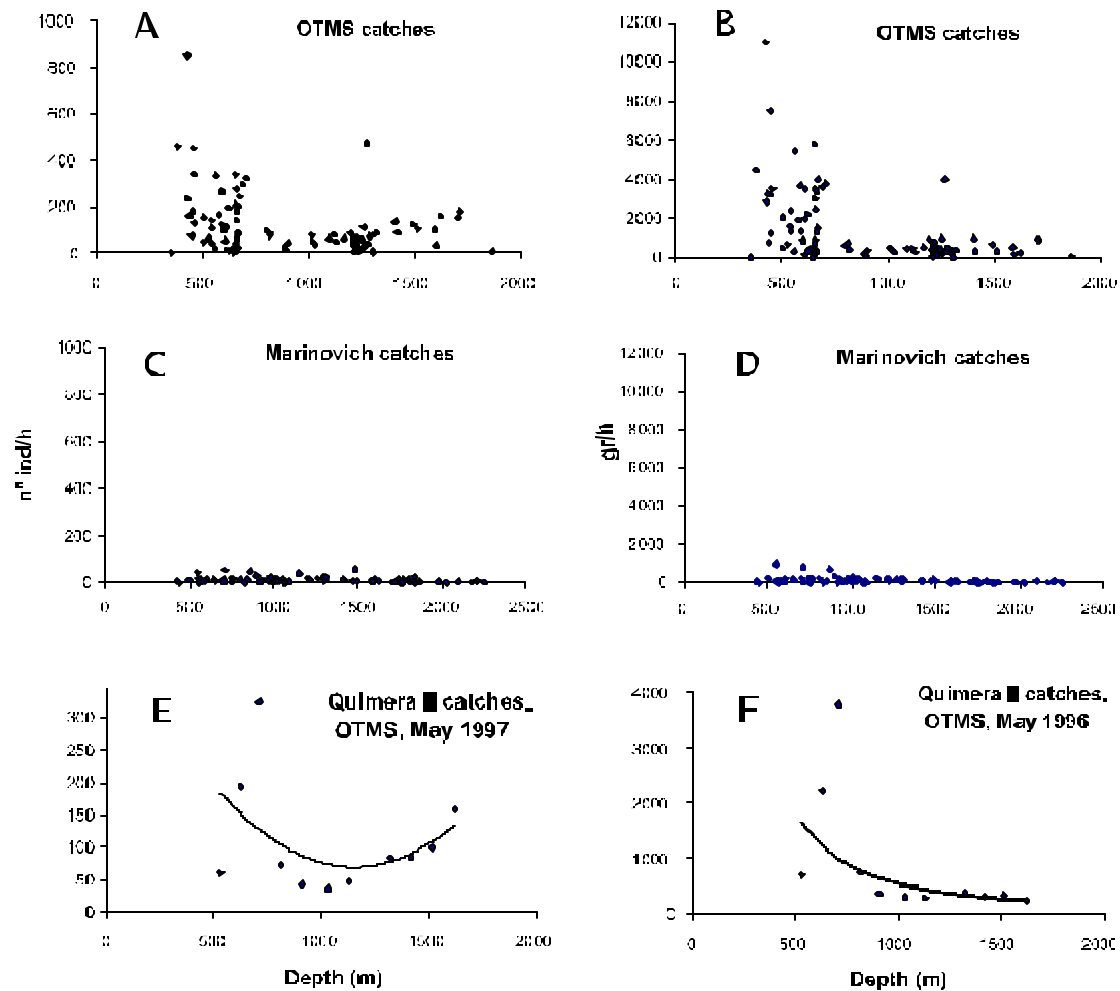 A
OTMS catches
1000
800
600
400
200
0
0 500 1000 1500 2000
B
OTMS catches
12000
10000
8000
6000
4000
2000
0
0 500 1000 1500 2000
C
Marinovich catches
1000
800
600
400
200
0
n° ind/h
0 500 1000 1500 2000 2500
D
Marinovich catches
12000
10000
8000
6000
4000
2000
0
gr/h
0 500 1000 1500 2000 2500
E
Quimera catches_
OTMS, May 1997
300
250
200
150
100
50
0
0 500 1000 1500 2000
Depth (m)
F
Quimera catches.
OTMS, May 1996
4000
3000
2000
1000
0
0 500 1000 1500 2000
Depth (m)